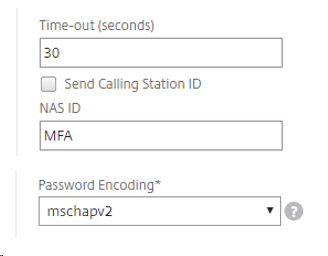 Time-out (seconds)
30
Send Calling Station ID
NAS ID
MFA
Password Encoding*
mschapv2
?